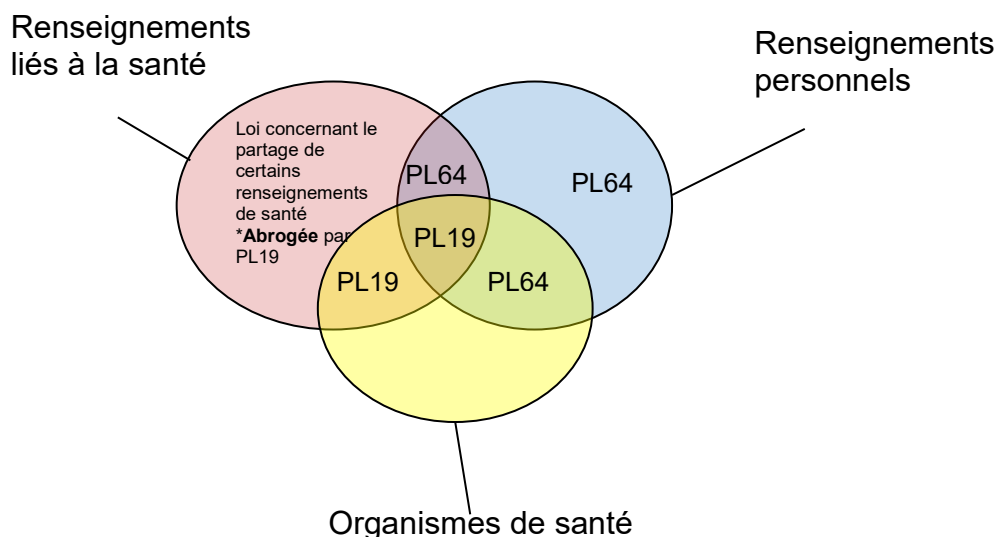 Renseignements
liés à la santé
Renseignements
personnels
Loi concernant le
partage de
certains
renseignements
de santé
*Abrogée par
PL19
PL64
PL64
PL19
PL19
PL64
Organismes de santé